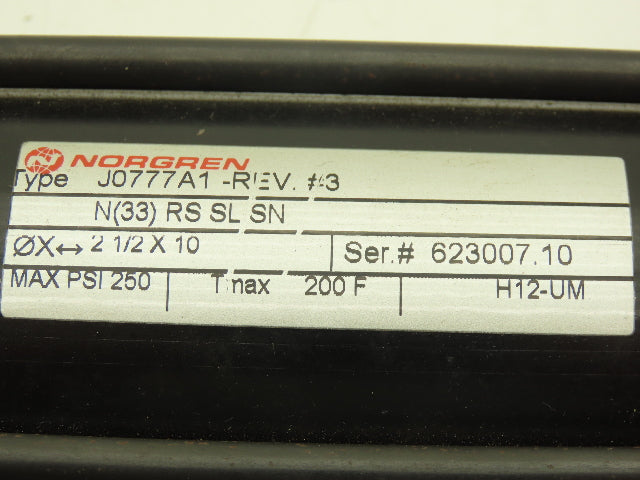 NORGREN
Type J0777A1 -REV. #3
N(33) RS SL SN
ØX↔ 2 1/2 X 10 Ser.# 623007.10
MAX PSI 250 Tmax 200 F H12-UM